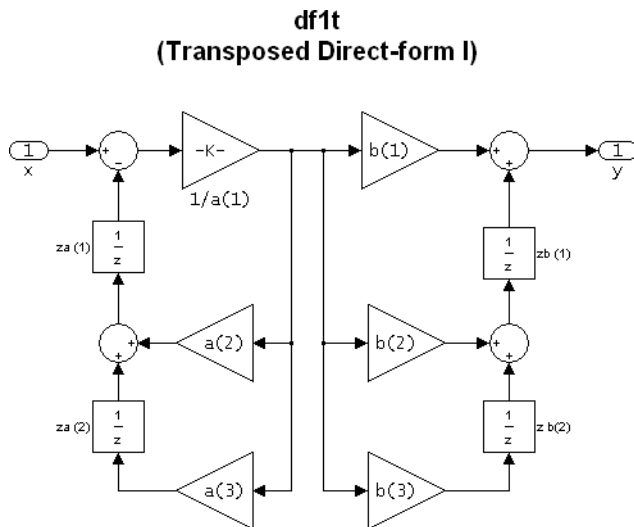 df1t
(Transposed Direct-form I)
1
x
+
−
-K-
1/a(1)
b(1)
+
+
1
y
za (1)
1
z
1
z
zb (1)
+
+
a(2)
b(2)
+
+
za (2)
1
z
1
z
z b(2)
a(3)
b(3)